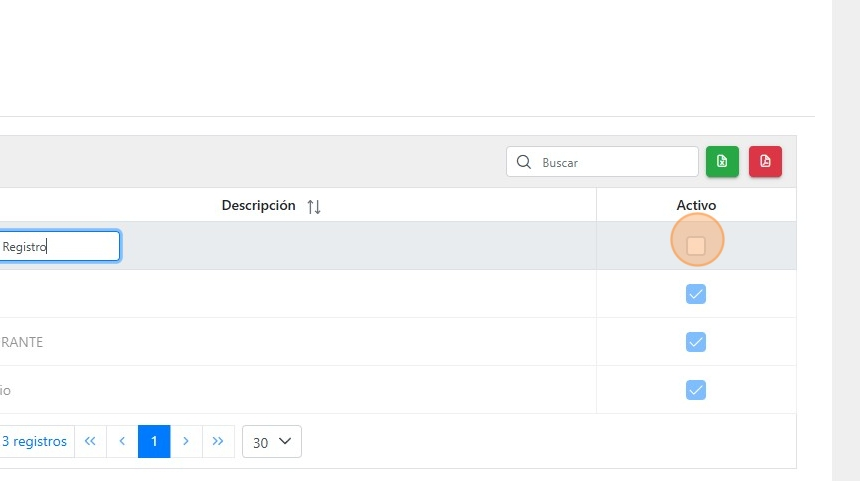 Buscar
Descripción Activo
Registro
RANTE
io
3 registros 1 30